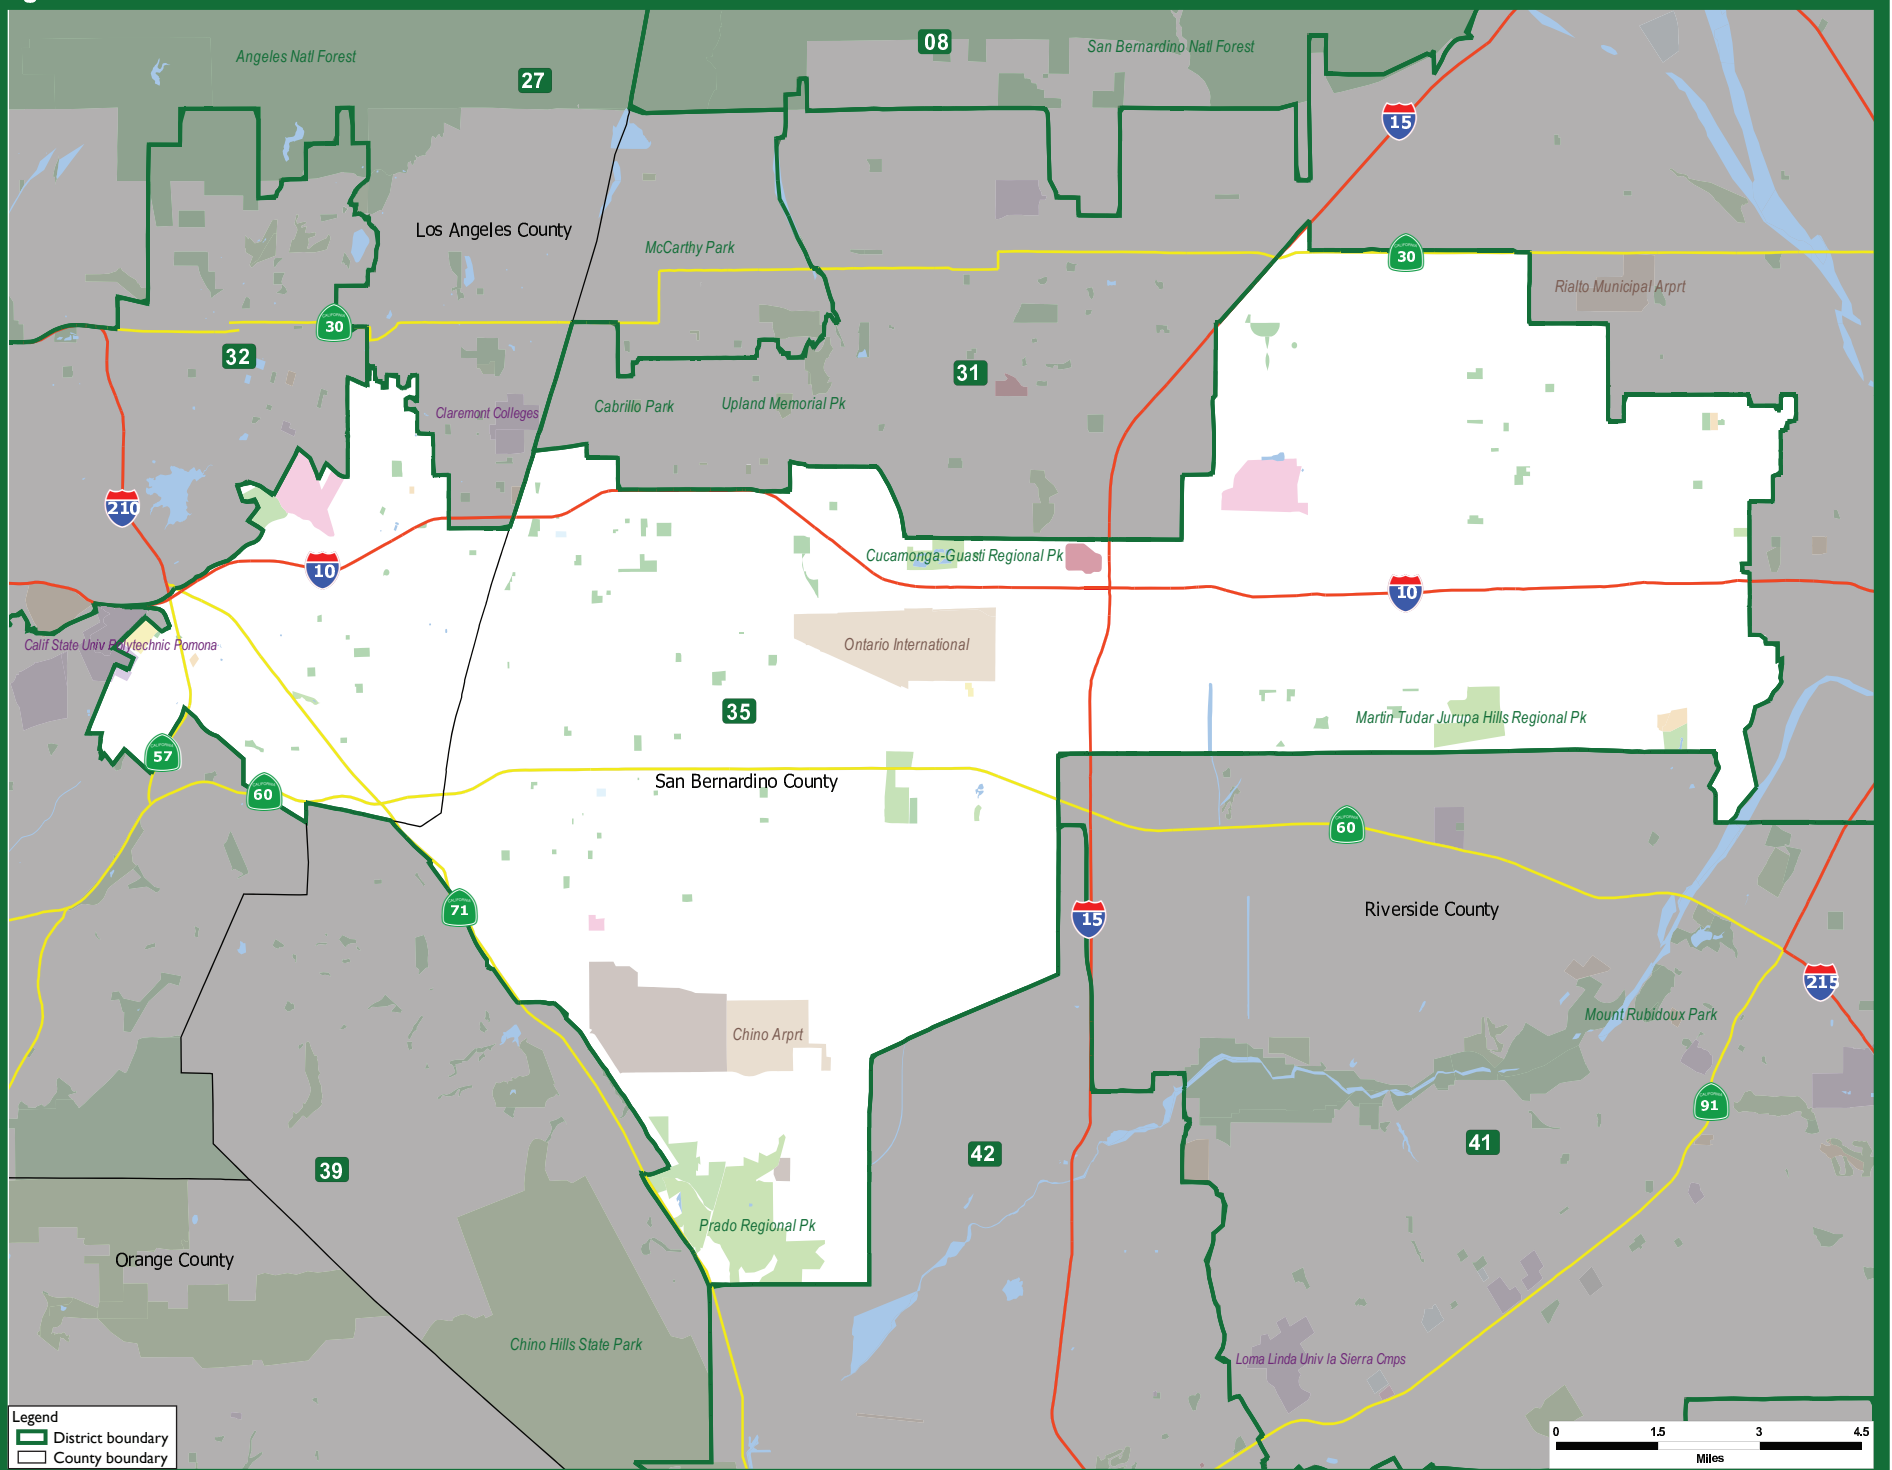 Angeles Natl Forest
27
08
San Bernardino Natl Forest
15
Los Angeles County
McCarthy Park
30
Rialto Municipal Arprt
30
32
31
Claremont Colleges
Cabrillo Park
Upland Memorial Pk
210
10
Cucamonga-Guasti Regional Pk
10
Calif State Univ Polytechnic Pomona
Ontario International
35
Martin Tudar Jurupa Hills Regional Pk
57
60
San Bernardino County
60
71
15
Riverside County
215
Mount Rubidoux Park
Chino Arprt
91
39
42
41
Prado Regional Pk
Orange County
Chino Hills State Park
Loma Linda Univ la Sierra Cmps
Legend
District boundary
County boundary
0 1.5 3 4.5
Miles